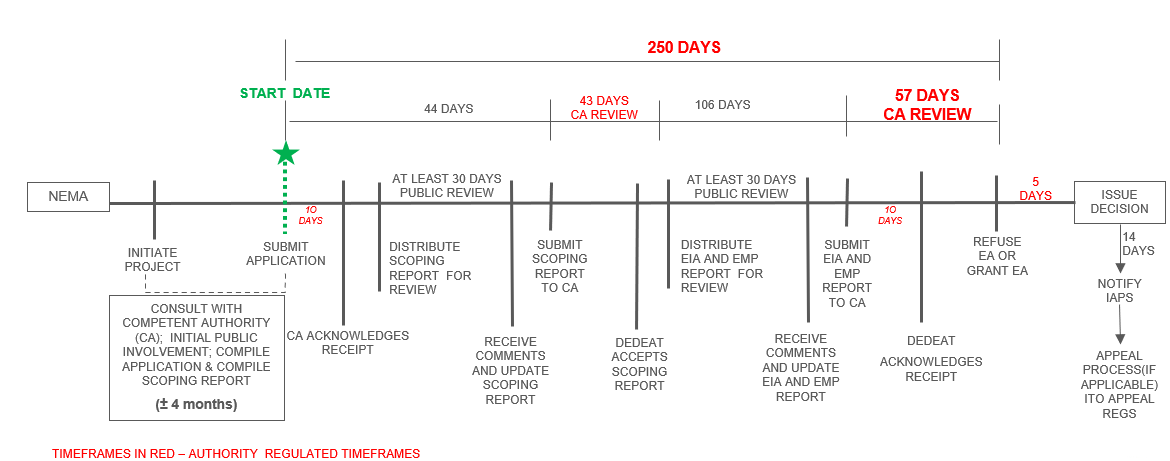 250 DAYS
START DATE
44 DAYS
43 DAYS
CA REVIEW
106 DAYS
57 DAYS
CA REVIEW
NEMA
AT LEAST 30 DAYS
PUBLIC REVIEW
AT LEAST 30 DAYS
PUBLIC REVIEW
5
DAYS
ISSUE
DECISION
10
DAYS
10
DAYS
INITIATE
PROJECT
SUBMIT
APPLICATION
DISTRIBUTE
SCOPING
REPORT FOR
REVIEW
SUBMIT
SCOPING
REPORT
TO CA
DISTRIBUTE
EIA AND EMP
REPORT FOR
REVIEW
SUBMIT
EIA AND
EMP
REPORT
TO CA
REFUSE
EA OR
GRANT EA
14
DAYS
NOTIFY
IAPS
CONSULT WITH
COMPETENT AUTHORITY
(CA); INITIAL PUBLIC
INVOLVEMENT; COMPILE
APPLICATION & COMPILE
SCOPING REPORT
(± 4 months)
CA ACKNOWLEDGES
RECEIPT
RECEIVE
COMMENTS
AND UPDATE
SCOPING
REPORT
DEDEAT
ACCEPTS
SCOPING
REPORT
RECEIVE
COMMENTS
AND UPDATE
EIA AND EMP
REPORT
DEDEAT
ACKNOWLEDGES
RECEIPT
APPEAL
PROCESS(IF
APPLICABLE)
ITO APPEAL
REGS
TIMEFRAMES IN RED – AUTHORITY REGULATED TIMEFRAMES